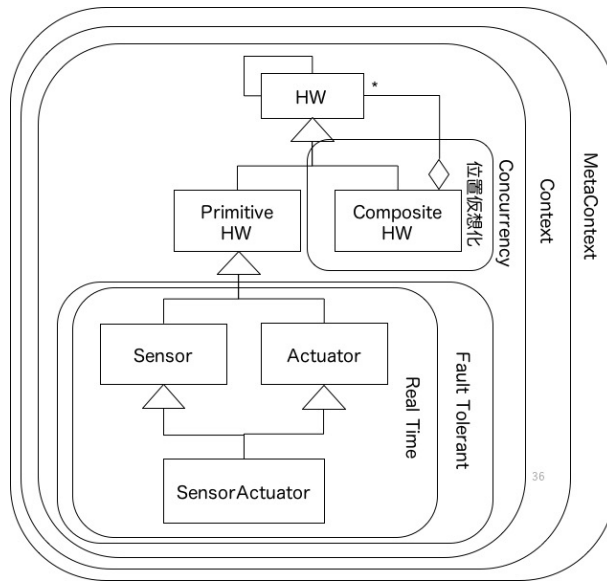 HW
*
Primitive
HW
Composite
HW
位置仮想化
Concurrency
Context
MetaContext
Sensor
Actuator
Real Time
Fault Tolerant
SensorActuator
36